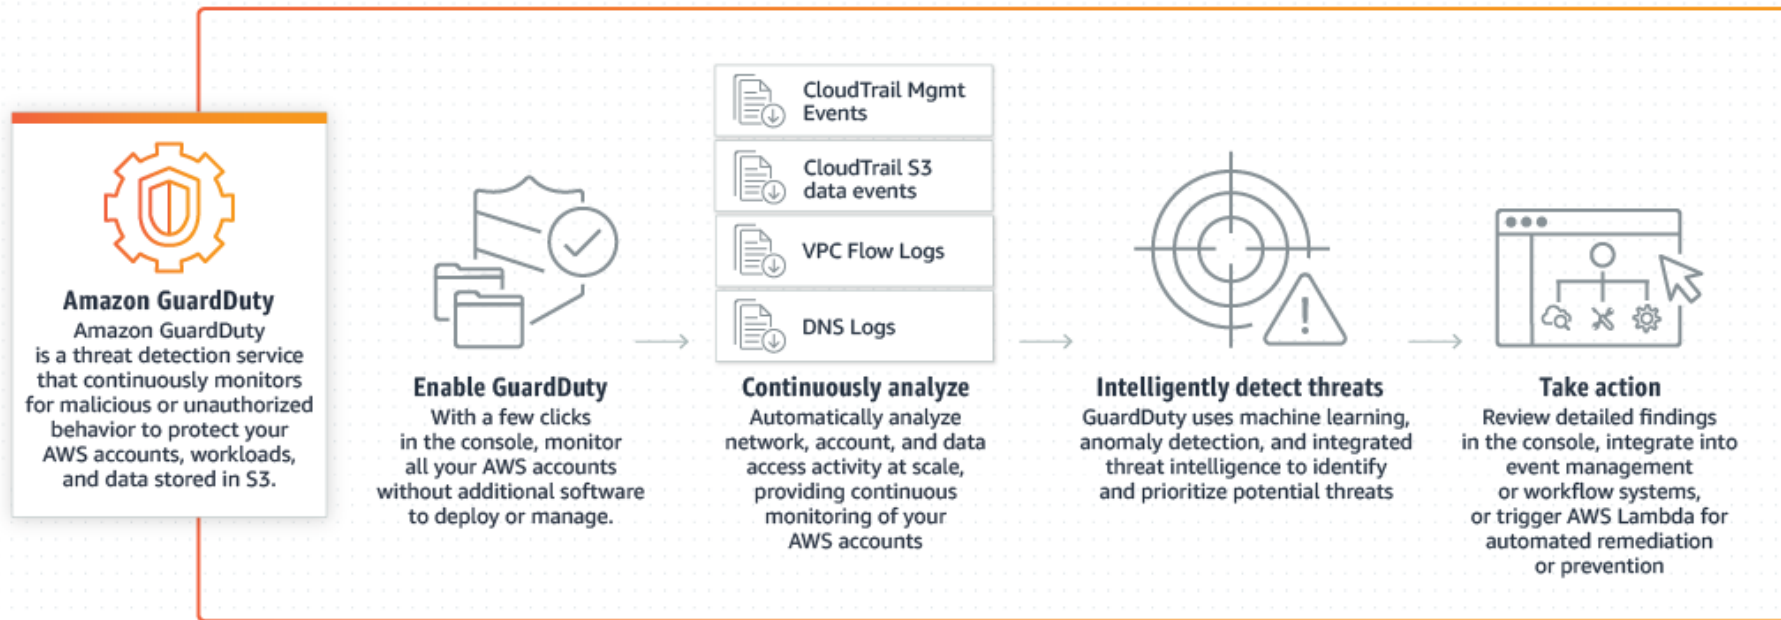 Amazon GuardDuty
Amazon GuardDuty
is a threat detection service
that continuously monitors
for malicious or unauthorized
behavior to protect your
AWS accounts, workloads,
and data stored in S3.
Enable GuardDuty
With a few clicks
in the console, monitor
all your AWS accounts
without additional software
to deploy or manage.
CloudTrail Mgmt
Events
CloudTrail S3
data events
VPC Flow Logs
DNS Logs
Continuously analyze
Automatically analyze
network, account, and data
access activity at scale,
providing continuous
monitoring of your
AWS accounts
Intelligently detect threats
GuardDuty uses machine learning,
anomaly detection, and integrated
threat intelligence to identify
and prioritize potential threats
Take action
Review detailed findings
in the console, integrate into
event management
or workflow systems,
or trigger AWS Lambda for
automated remediation
or prevention